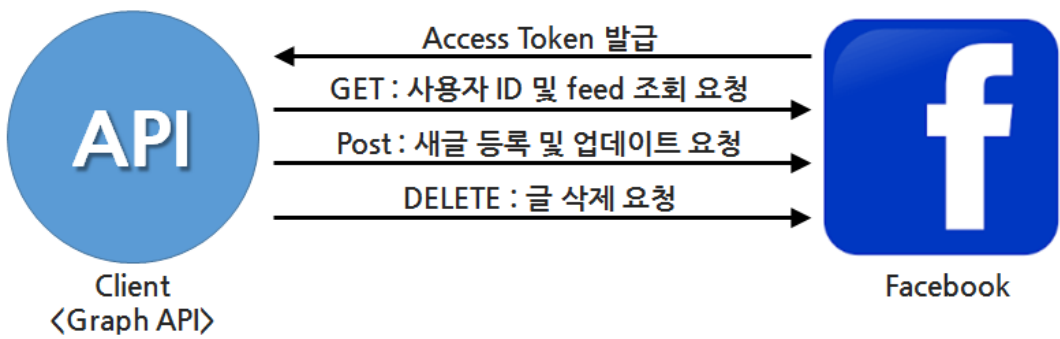 Access Token 발급
GET : 사용자 ID 및 feed 조회 요청
Post : 새글 등록 및 업데이트 요청
DELETE : 글 삭제 요청
API
f
Client
<Graph API>
Facebook